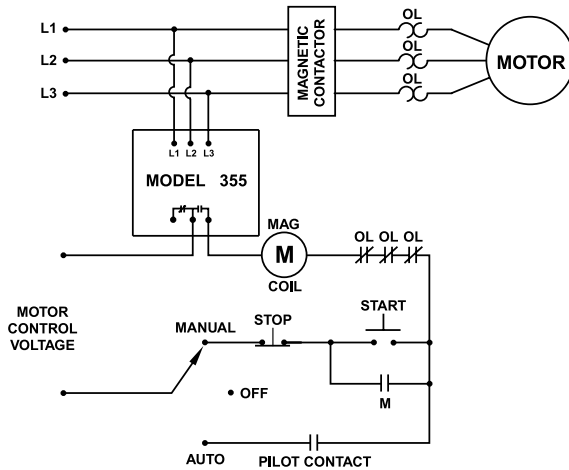 L1
L2
L3
MAGNETIC
CONTACTOR
OL
OL
OL
MOTOR
L1 L2 L3
MODEL 355
MAG
M
COIL
OL OL OL
MOTOR
CONTROL
VOLTAGE
MANUAL
STOP
START
OFF
M
AUTO
PILOT CONTACT